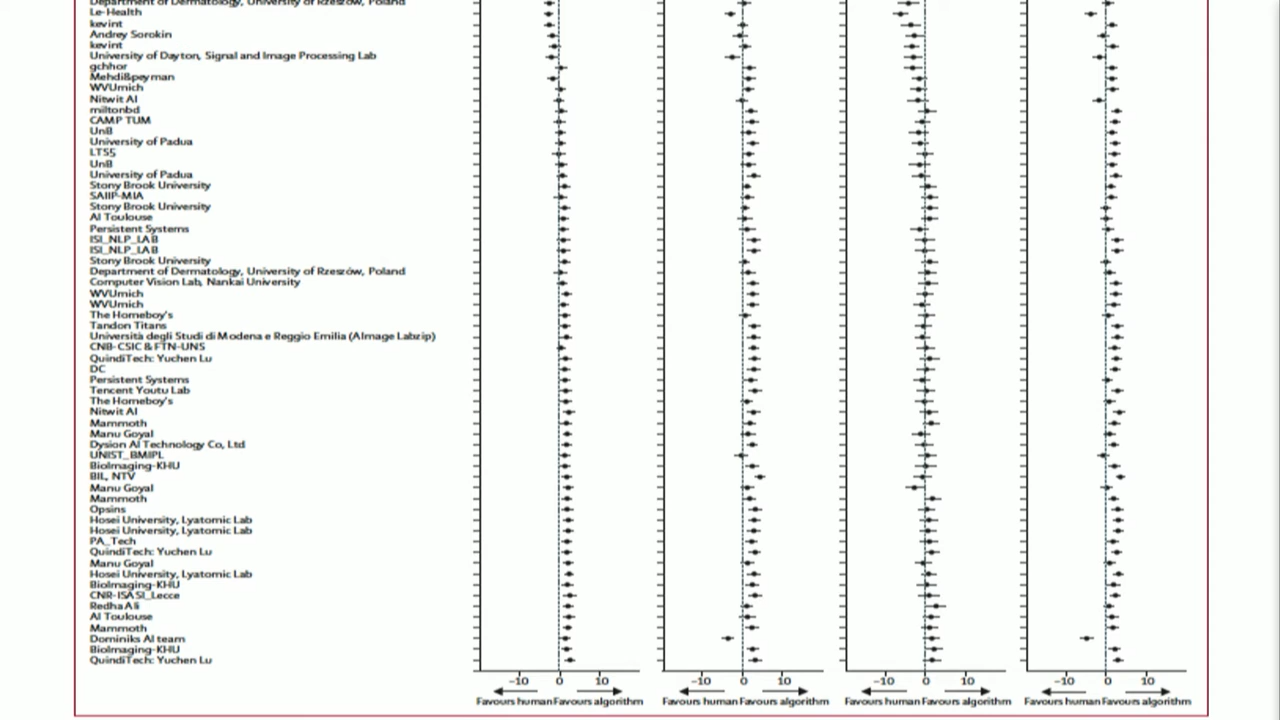 Department of Dermatology, University of Rzeszów, Poland
Le-Health
kevint
Andrey Sorokin
kevint
University of Dayton, Signal and Image Processing Lab
gchhor
Mehdi&peyman
WVUmich
Nitwit AI
miltonbd
CAMP TUM
UnB
University of Padua
LTS5
UnB
University of Padua
Stony Brook University
SAIIP-MIA
Stony Brook University
AI Toulouse
Persistent Systems
ISI_NLP_LAB
ISI_NLP_LAB
Stony Brook University
Department of Dermatology, University of Rzeszów, Poland
Computer Vision Lab, Nankai University
WVUmich
WVUmich
The Homeboy's
Tandon Titans
Università degli Studi di Modena e Reggio Emilia (AImage Labzip)
CNB-CSIC & FTN-UNS
QuindiTech: Yuchen Lu
DC
Persistent Systems
Tencent Youtu Lab
The Homeboy's
Nitwit AI
Mammoth
Manu Goyal
Dysion AI Technology Co, Ltd
UNIST_BMIPL
BioImaging-KHU
BIL, NTV
Manu Goyal
Mammoth
Opsins
Hosei University, Lyatomic Lab
Hosei University, Lyatomic Lab
PA_Tech
QuindiTech: Yuchen Lu
Manu Goyal
Hosei University, Lyatomic Lab
BioImaging-KHU
CNR-ISASI_Lecce
Redha Ali
AI Toulouse
Mammoth
Dominiks AI team
BioImaging-KHU
QuindiTech: Yuchen Lu
–10 0 10 –10 0 10 –10 0 10 –10 0 10
Favours human Favours algorithm Favours human Favours algorithm Favours human Favours algorithm Favours human Favours algorithm